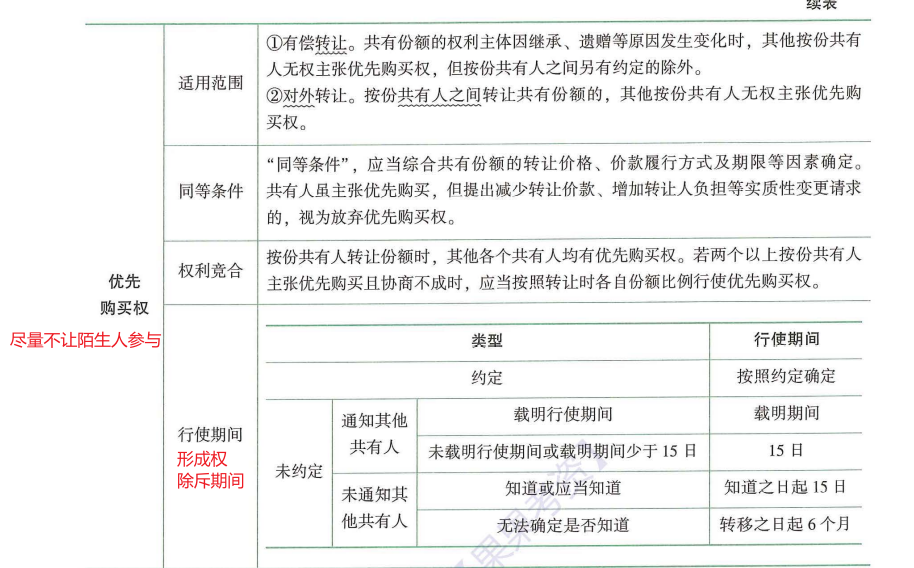 续表
适用范围
①有偿转让。共有份额的权利主体因继承、遗赠等原因发生变化时，其他按份共有
人无权主张优先购买权，但按份共有人之间另有约定的除外。
②对外转让。按份共有人之间转让共有份额的，其他按份共有人无权主张优先购
买权。
同等条件
“同等条件”，应当综合共有份额的转让价格、价款履行方式及期限等因素确定。
共有人虽主张优先购买，但提出减少转让价款、增加转让人负担等实质性变更请求
的，视为放弃优先购买权。
优先
购买权
尽量不让陌生人参与
权利竞合
按份共有人转让份额时，其他各个共有人均有优先购买权。若两个以上按份共有人
主张优先购买且协商不成时，应当按照转让时各自份额比例行使优先购买权。
行使期间
形成权
除斥期间
类型
行使期间
约定
按照约定确定
未约定
通知其他
共有人
载明行使期间
载明期间
未载明行使期间或载明期间少于 15 日
15 日
未通知其
他共有人
知道或应当知道
知道之日起 15 日
无法确定是否知道
转移之日起 6 个月
果果考资